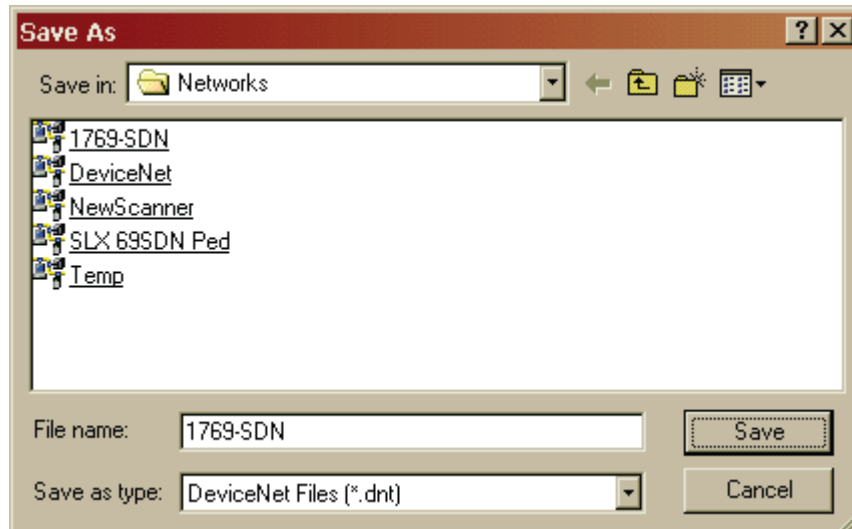 Save As
Save in: Networks
1769-SDN
DeviceNet
NewScanner
SLX 69SDN Ped
Temp
File name: 1769-SDN Save
Save as type: DeviceNet Files (*.dnt) Cancel